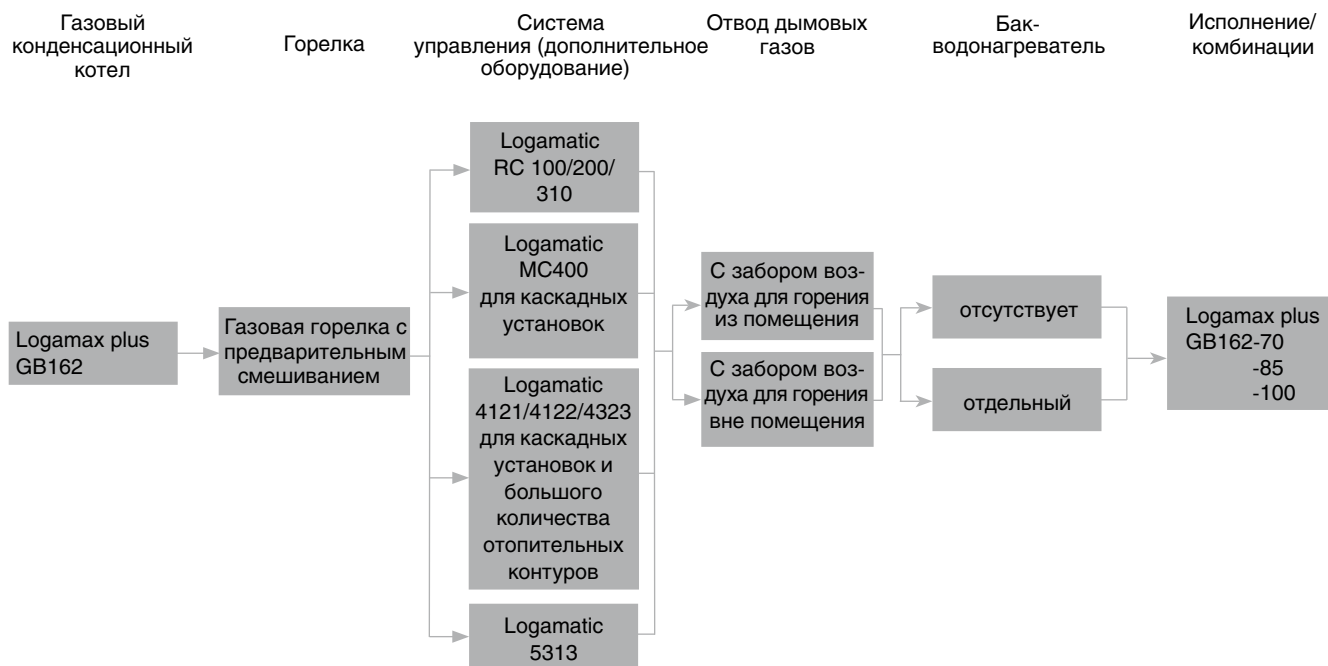 Газовый
конденсационный
котел
Горелка
Система
управления (дополнительное
оборудование)
Отвод дымовых
газов
Бак-
водонагреватель
Исполнение/
комбинации
Logamax plus
GB162
Газовая горелка с
предварительным
смешиванием
Logamatic
RC 100/200/
310
Logamatic
MC400
для каскадных
установок
Logamatic
4121/4122/4323
для каскадных
установок и
большого
количества
отопительных
контуров
Logamatic
5313
С забором воз-
духа для горения
из помещения
С забором воз-
духа для горения
вне помещения
отсутствует
отдельный
Logamax plus
GB162-70
-85
-100